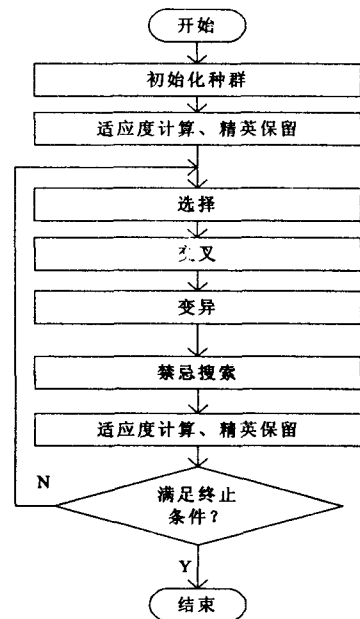 开始
初始化种群
适应度计算、精英保留
选择
交叉
变异
禁忌搜索
适应度计算、精英保留
N
满足终止
条件？
Y
结束